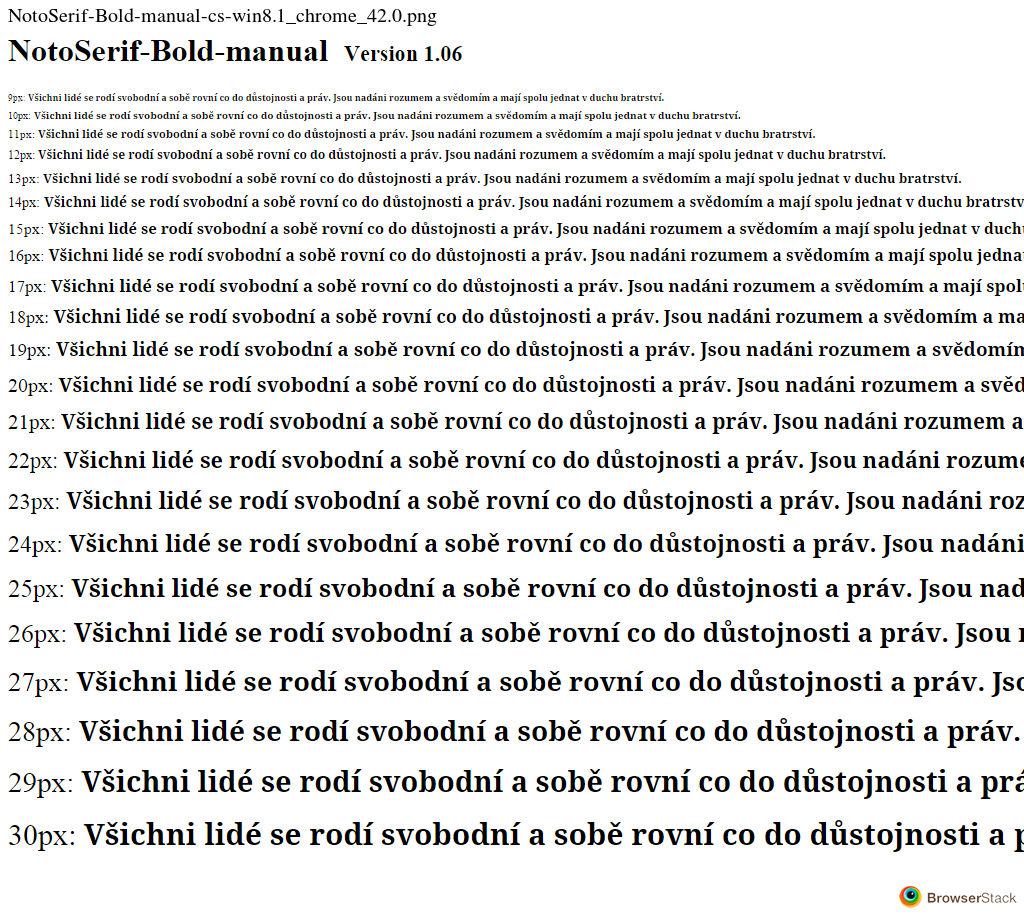 NotoSerif-Bold-manual-cs-win8.1_chrome_42.0.png
NotoSerif-Bold-manual Version 1.06
9px: Všichni lidé se rodí svobodní a sobě rovní co do důstojnosti a práv. Jsou nadáni rozumem a svědomím a mají spolu jednat v duchu bratrství.
10px: Všichni lidé se rodí svobodní a sobě rovní co do důstojnosti a práv. Jsou nadáni rozumem a svědomím a mají spolu jednat v duchu bratrství.
11px: Všichni lidé se rodí svobodní a sobě rovní co do důstojnosti a práv. Jsou nadáni rozumem a svědomím a mají spolu jednat v duchu bratrství.
12px: Všichni lidé se rodí svobodní a sobě rovní co do důstojnosti a práv. Jsou nadáni rozumem a svědomím a mají spolu jednat v duchu bratrství.
13px: Všichni lidé se rodí svobodní a sobě rovní co do důstojnosti a práv. Jsou nadáni rozumem a svědomím a mají spolu jednat v duchu bratrství.
14px: Všichni lidé se rodí svobodní a sobě rovní co do důstojnosti a práv. Jsou nadáni rozumem a svědomím a mají spolu jednat v duchu bratrstv
15px: Všichni lidé se rodí svobodní a sobě rovní co do důstojnosti a práv. Jsou nadáni rozumem a svědomím a mají spolu jednat v duch
16px: Všichni lidé se rodí svobodní a sobě rovní co do důstojnosti a práv. Jsou nadáni rozumem a svědomím a mají spolu jedna
17px: Všichni lidé se rodí svobodní a sobě rovní co do důstojnosti a práv. Jsou nadáni rozumem a svědomím a mají spol
18px: Všichni lidé se rodí svobodní a sobě rovní co do důstojnosti a práv. Jsou nadáni rozumem a svědomím a ma
19px: Všichni lidé se rodí svobodní a sobě rovní co do důstojnosti a práv. Jsou nadáni rozumem a svědomím
20px: Všichni lidé se rodí svobodní a sobě rovní co do důstojnosti a práv. Jsou nadáni rozumem a svěd
21px: Všichni lidé se rodí svobodní a sobě rovní co do důstojnosti a práv. Jsou nadáni rozumem a
22px: Všichni lidé se rodí svobodní a sobě rovní co do důstojnosti a práv. Jsou nadáni rozume
23px: Všichni lidé se rodí svobodní a sobě rovní co do důstojnosti a práv. Jsou nadáni roz
24px: Všichni lidé se rodí svobodní a sobě rovní co do důstojnosti a práv. Jsou nadáni
25px: Všichni lidé se rodí svobodní a sobě rovní co do důstojnosti a práv. Jsou nad
26px: Všichni lidé se rodí svobodní a sobě rovní co do důstojnosti a práv. Jsou
27px: Všichni lidé se rodí svobodní a sobě rovní co do důstojnosti a práv. Jso
28px: Všichni lidé se rodí svobodní a sobě rovní co do důstojnosti a práv.
29px: Všichni lidé se rodí svobodní a sobě rovní co do důstojnosti a prá
30px: Všichni lidé se rodí svobodní a sobě rovní co do důstojnosti a p
BrowserStack